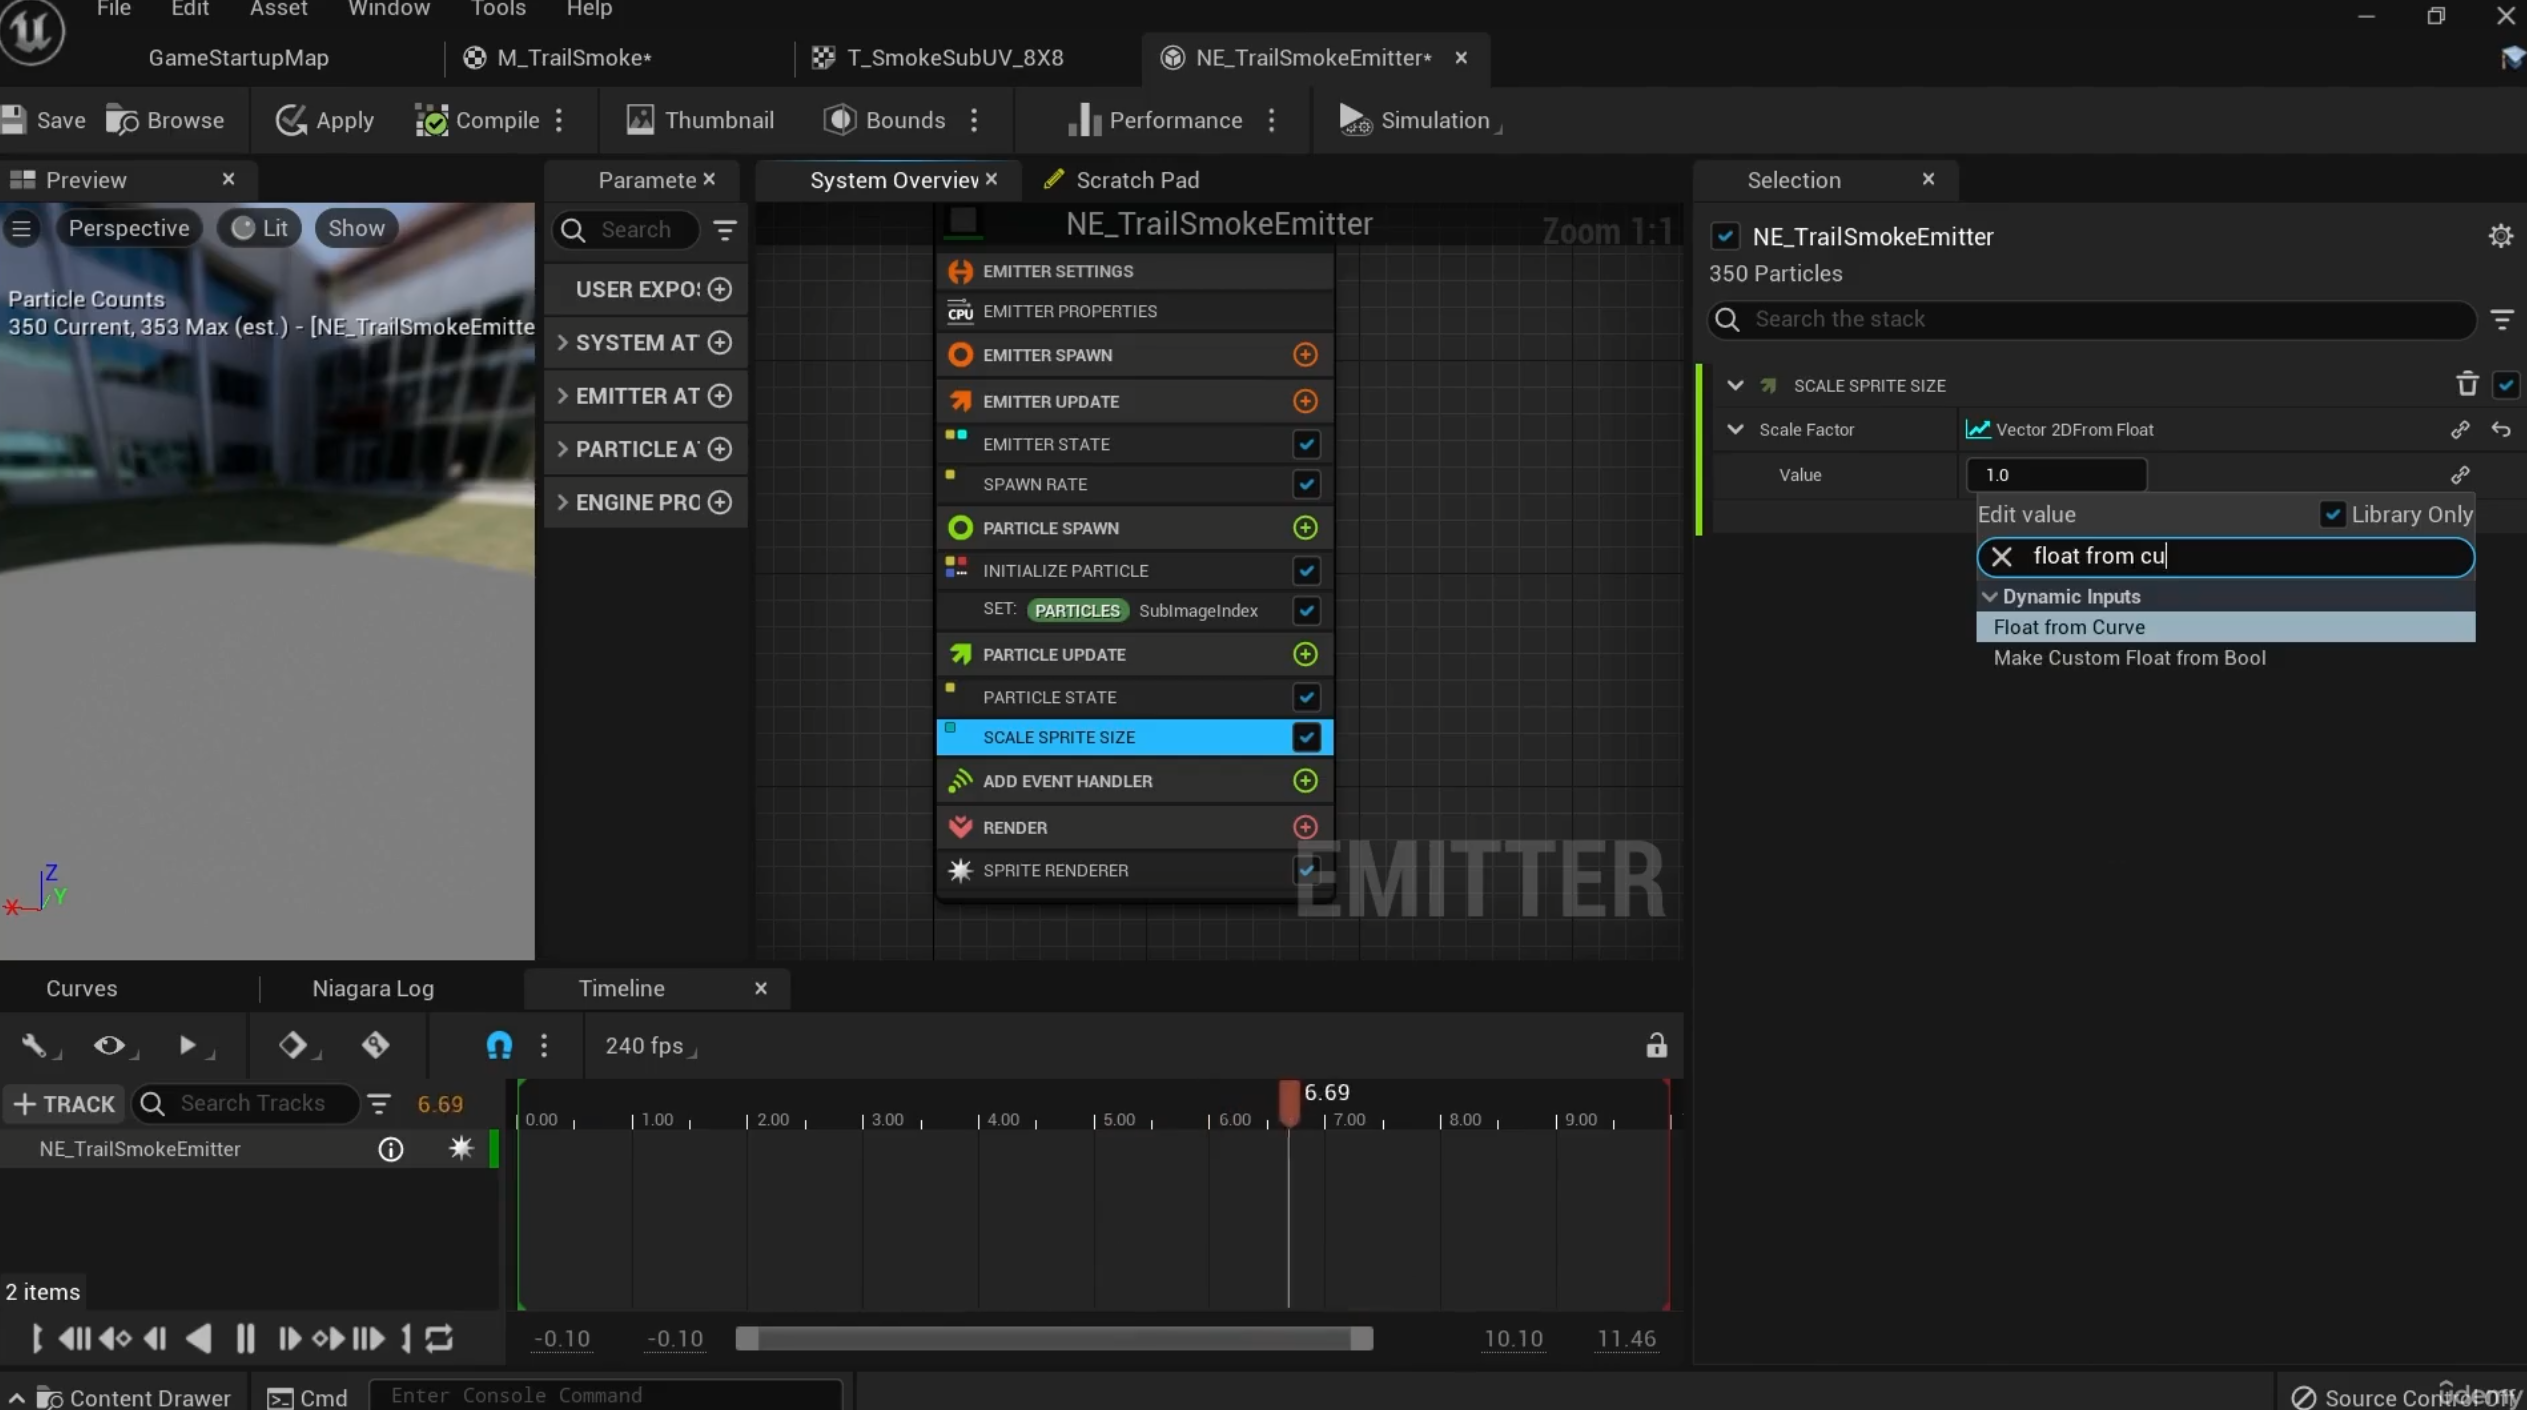 File Edit Asset Window Tools Help
GameStartupMap M_TrailSmoke* T_SmokeSubUV_8X8 NE_TrailSmokeEmitter*
Save Browse Apply Compile Thumbnail Bounds Performance Simulation
Preview Paramete System Overviev Scratch Pad Selection
Perspective Lit Show
Particle Counts
350 Current, 353 Max (est.) - [NE_TrailSmokeEmitte
Z
Y
X
Search
USER EXPO
SYSTEM AT
EMITTER AT
PARTICLE A
ENGINE PRO
NE_TrailSmokeEmitter Zoom 1:1
EMITTER SETTINGS
CPU EMITTER PROPERTIES
EMITTER SPAWN
EMITTER UPDATE
EMITTER STATE
SPAWN RATE
PARTICLE SPAWN
INITIALIZE PARTICLE
SET: PARTICLES SubImageIndex
PARTICLE UPDATE
PARTICLE STATE
SCALE SPRITE SIZE
ADD EVENT HANDLER
RENDER
SPRITE RENDERER
EMITTER
NE_TrailSmokeEmitter
350 Particles
Search the stack
SCALE SPRITE SIZE
Scale Factor Vector 2DFrom Float
Value 1.0
Edit value Library Only
float from cu
Dynamic Inputs
Float from Curve
Make Custom Float from Bool
Curves Niagara Log Timeline
240 fps
TRACK Search Tracks 6.69
6.69
0.00 1.00 2.00 3.00 4.00 5.00 6.00 7.00 8.00 9.00
NE_TrailSmokeEmitter
2 items
-0.10 -0.10 10.10 11.46
Content Drawer Cmd Enter Console Command Source Control Off
ûdemy